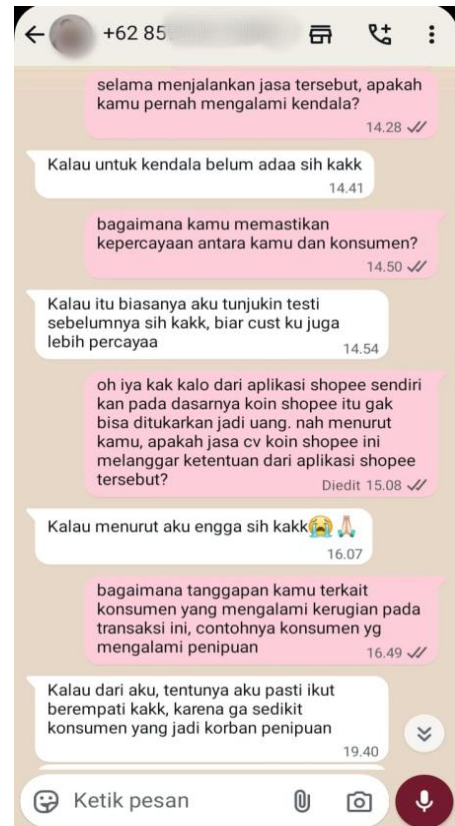 +62 85
selama menjalankan jasa tersebut, apakah
kamu pernah mengalami kendala?
14.28
Kalau untuk kendala belum adaa sih kakk
14.41
bagaimana kamu memastikan
kepercayaan antara kamu dan konsumen?
14.50
Kalau itu biasanya aku tunjukin testi
sebelumnya sih kakk, biar cust ku juga
lebih percayaa
14.54
oh iya kak kalo dari aplikasi shopee sendiri
kan pada dasarnya koin shopee itu gak
bisa ditukarkan jadi uang. nah menurut
kamu, apakah jasa cv koin shopee ini
melanggar ketentuan dari aplikasi shopee
tersebut?
Diedit 15.08
Kalau menurut aku engga sih kakk😭🙏
16.07
bagaimana tanggapan kamu terkait
konsumen yang mengalami kerugian pada
transaksi ini, contohnya konsumen yg
mengalami penipuan
16.49
Kalau dari aku, tentunya aku pasti ikut
berempati kakk, karena ga sedikit
konsumen yang jadi korban penipuan
19.40
Ketik pesan